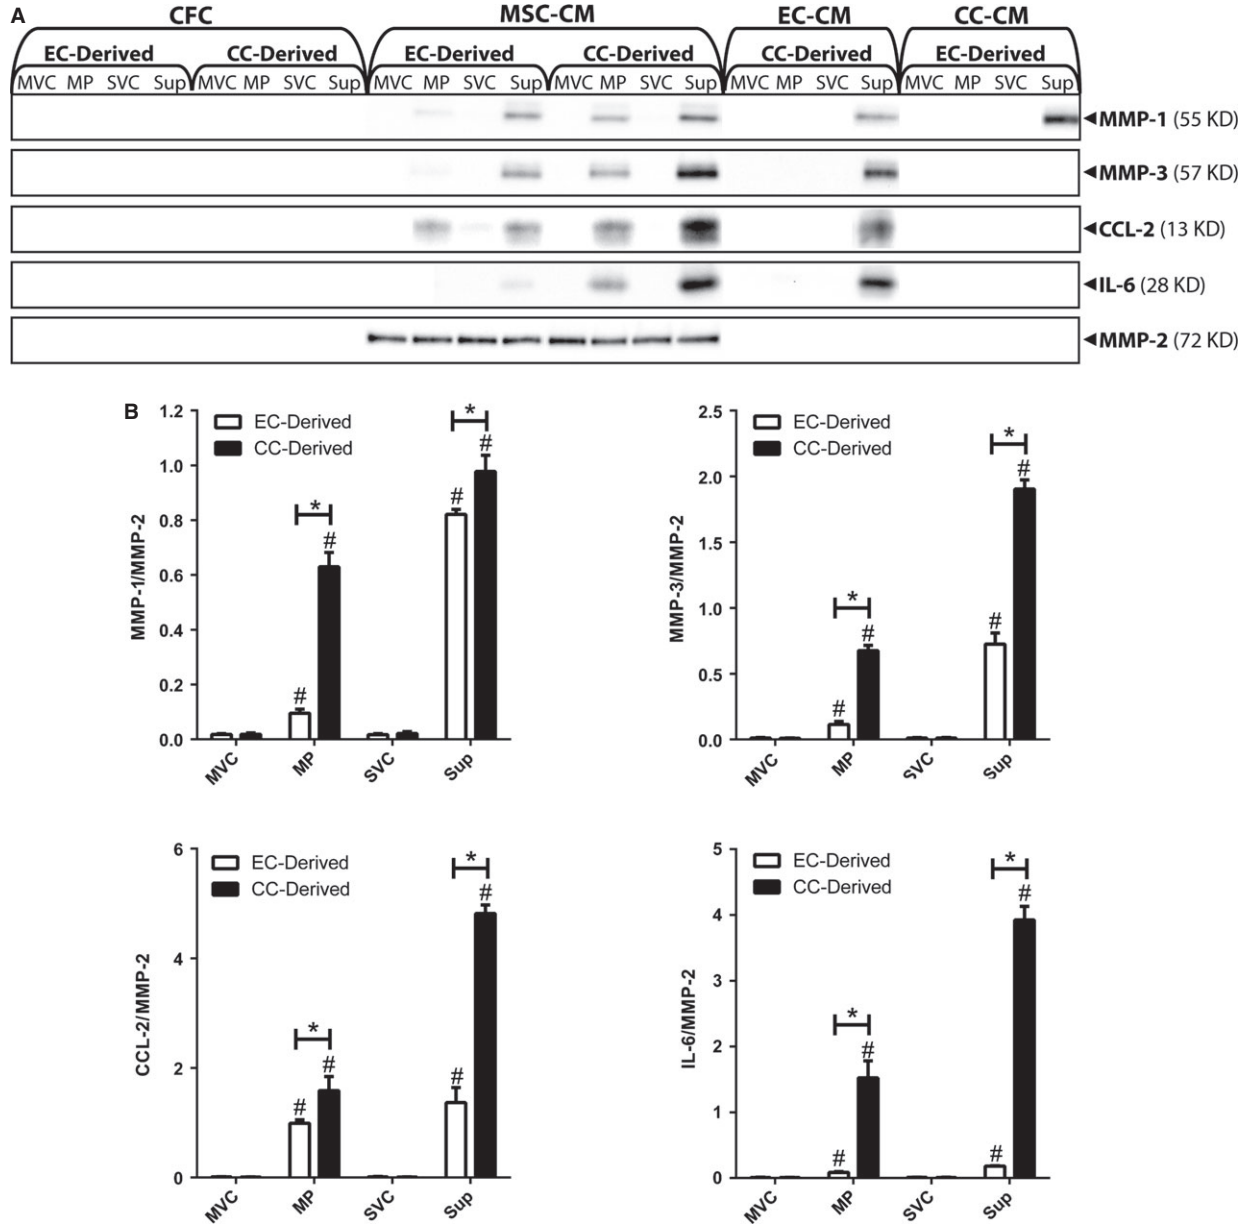 A
CFC MSC-CM EC-CM CC-CM
EC-Derived CC-Derived EC-Derived CC-Derived CC-Derived EC-Derived
MVC MP SVC Sup MVC MP SVC Sup MVC MP SVC Sup MVC MP SVC Sup MVC MP SVC Sup MVC MP SVC Sup
◄MMP-1 (55 KD)
◄MMP-3 (57 KD)
◄CCL-2 (13 KD)
◄IL-6 (28 KD)
◄MMP-2 (72 KD)
B
MMP-1/MMP-2
1.2
1.0
0.8
0.6
0.4
0.2
0.0
EC-Derived
CC-Derived
# * # # * #
MVC MP SVC Sup
MMP-3/MMP-2
2.5
2.0
1.5
1.0
0.5
0.0
EC-Derived
CC-Derived
# * # # * #
MVC MP SVC Sup
CCL-2/MMP-2
6
4
2
0
EC-Derived
CC-Derived
# * # # * #
MVC MP SVC Sup
IL-6/MMP-2
5
4
3
2
1
0
EC-Derived
CC-Derived
# * # # * #
MVC MP SVC Sup